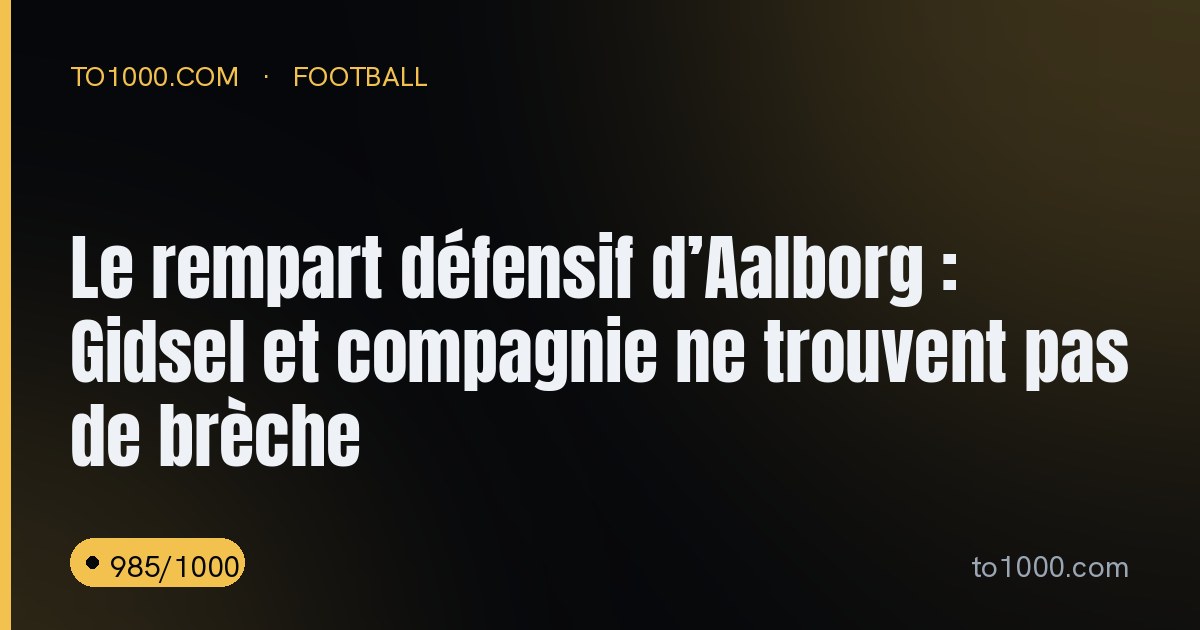 TO1000.COM · FOOTBALL
Le rempart défensif d’Aalborg :
Gidsel et compagnie ne trouvent pas
de brèche
985/1000
to1000.com